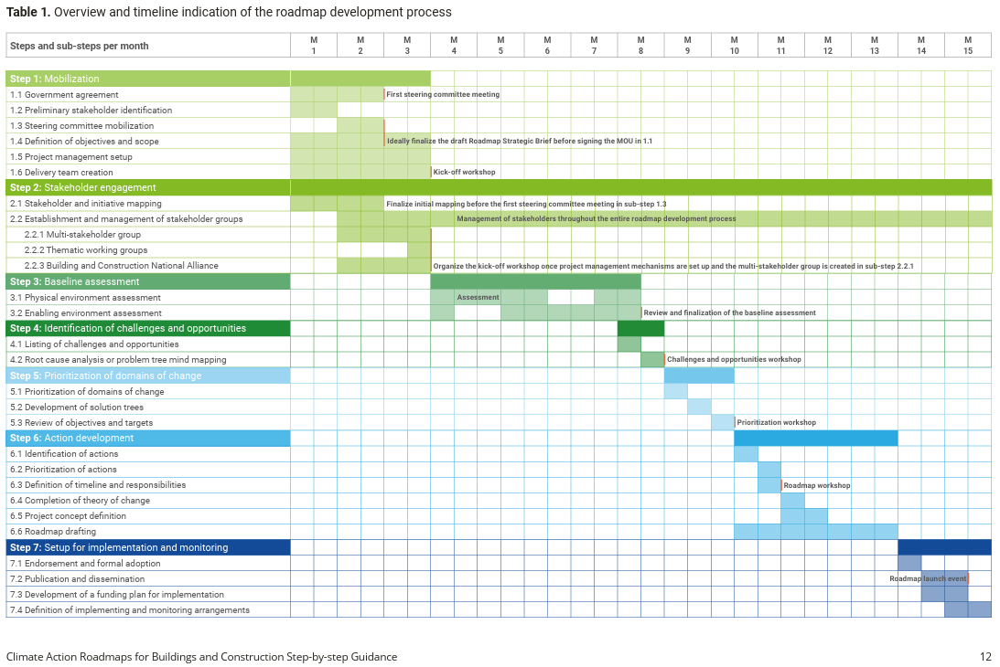 Table 1. Overview and timeline indication of the roadmap development process
Steps and sub-steps per month M 1 M 2 M 3 M 4 M 5 M 6 M 7 M 8 M 9 M 10 M 11 M 12 M 13 M 14 M 15
Step 1: Mobilization
1.1 Government agreement First steering committee meeting
1.2 Preliminary stakeholder identification
1.3 Steering committee mobilization
1.4 Definition of objectives and scope Ideally finalize the draft Roadmap Strategic Brief before signing the MOU in 1.1
1.5 Project management setup
1.6 Delivery team creation Kick-off workshop
Step 2: Stakeholder engagement
2.1 Stakeholder and initiative mapping Finalize initial mapping before the first steering committee meeting in sub-step 1.3
2.2 Establishment and management of stakeholder groups Management of stakeholders throughout the entire roadmap development process
2.2.1 Multi-stakeholder group
2.2.2 Thematic working groups
2.2.3 Building and Construction National Alliance Organize the kick-off workshop once project management mechanisms are set up and the multi-stakeholder group is created in sub-step 2.2.1
Step 3: Baseline assessment
3.1 Physical environment assessment Assessment
3.2 Enabling environment assessment Review and finalization of the baseline assessment
Step 4: Identification of challenges and opportunities
4.1 Listing of challenges and opportunities
4.2 Root cause analysis or problem tree mind mapping Challenges and opportunities workshop
Step 5: Prioritization of domains of change
5.1 Prioritization of domains of change
5.2 Development of solution trees
5.3 Review of objectives and targets Prioritization workshop
Step 6: Action development
6.1 Identification of actions
6.2 Prioritization of actions
6.3 Definition of timeline and responsibilities Roadmap workshop
6.4 Completion of theory of change
6.5 Project concept definition
6.6 Roadmap drafting
Step 7: Setup for implementation and monitoring
7.1 Endorsement and formal adoption
7.2 Publication and dissemination Roadmap launch event
7.3 Development of a funding plan for implementation
7.4 Definition of implementing and monitoring arrangements
Climate Action Roadmaps for Buildings and Construction Step-by-step Guidance 12